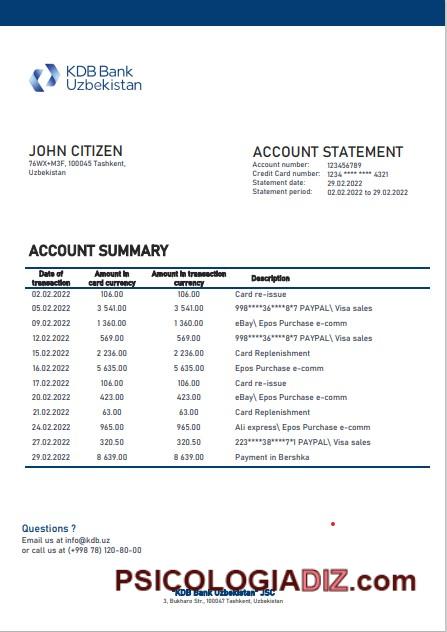 KDB Bank
Uzbekistan
JOHN CITIZEN
76WX+M3F, 100045 Tashkent,
Uzbekistan
ACCOUNT STATEMENT
Account number: 123456789
Credit Card number: 1234 **** **** 4321
Statement date: 29.02.2022
Statement period: 02.02.2022 to 29.02.2022
ACCOUNT SUMMARY
Date of transaction Amount in card currency Amount in transaction currency Description
02.02.2022 106.00 106.00 Card re-issue
05.02.2022 3 541.00 3 541.00 998****36****8*7 PAYPAL\ Visa sales
09.02.2022 1 360.00 1 360.00 eBay\ Epos Purchase e-comm
12.02.2022 569.00 569.00 998****36****8*7 PAYPAL\ Visa sales
15.02.2022 2 236.00 2 236.00 Card Replenishment
16.02.2022 5 635.00 5 635.00 Epos Purchase e-comm
17.02.2022 106.00 106.00 Card re-issue
20.02.2022 423.00 423.00 eBay\ Epos Purchase e-comm
21.02.2022 63.00 63.00 Card Replenishment
24.02.2022 965.00 965.00 Ali express\ Epos Purchase e-comm
27.02.2022 320.50 320.50 223****38****7*1 PAYPAL\ Visa sales
29.02.2022 8 639.00 8 639.00 Payment in Bershka
Questions ?
Email us at info@kdb.uz
or call us at (+998 78) 120-80-00
PSICOLOGIADIZ.com
"KDB Bank Uzbekistan" JSC
3, Bukhoro Str., 100047 Tashkent, Uzbekistan